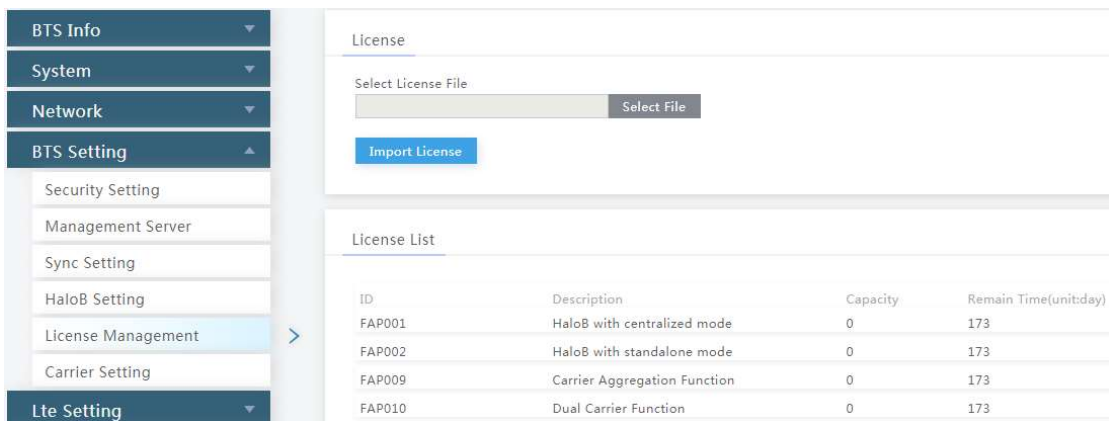 BTS Info
System
Network
BTS Setting
Security Setting
Management Server
Sync Setting
HaloB Setting
License Management
Carrier Setting
Lte Setting
License
Select License File
Select File
Import License
License List
ID Description Capacity Remain Time(unit:day)
FAP001 HaloB with centralized mode 0 173
FAP002 HaloB with standalone mode 0 173
FAP009 Carrier Aggregation Function 0 173
FAP010 Dual Carrier Function 0 173